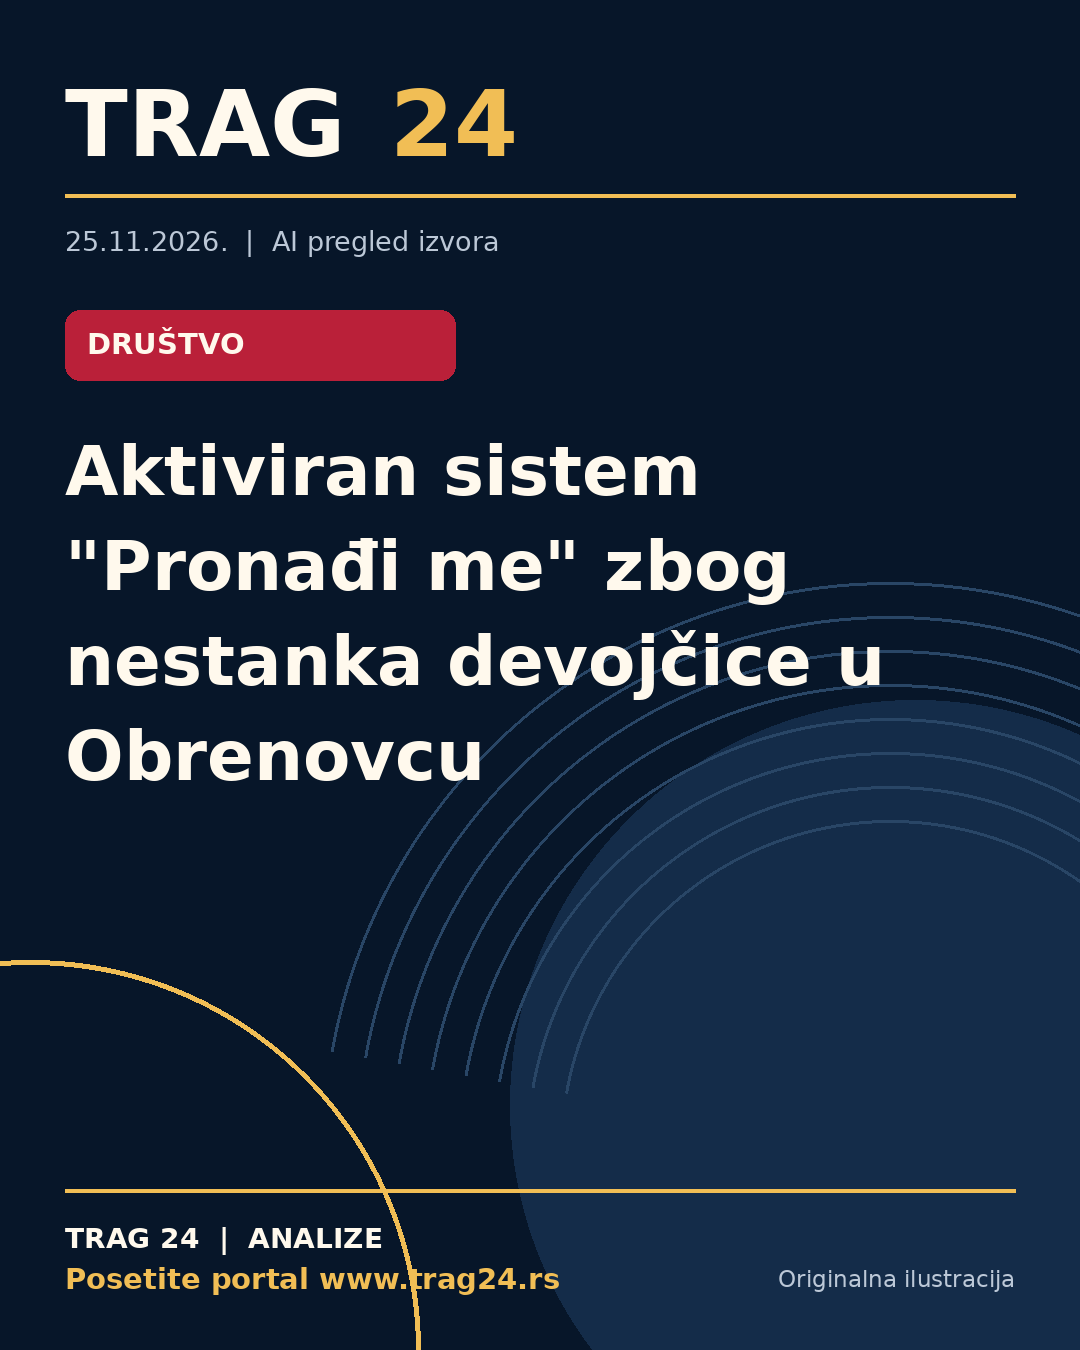 TRAG 24
25.11.2026. | AI pregled izvora
DRUŠTVO
Aktiviran sistem
"Pronađi me" zbog
nestanka devojčice u
Obrenovcu
TRAG 24 | ANALIZE
Posetite portal www.trag24.rs
Originalna ilustracija